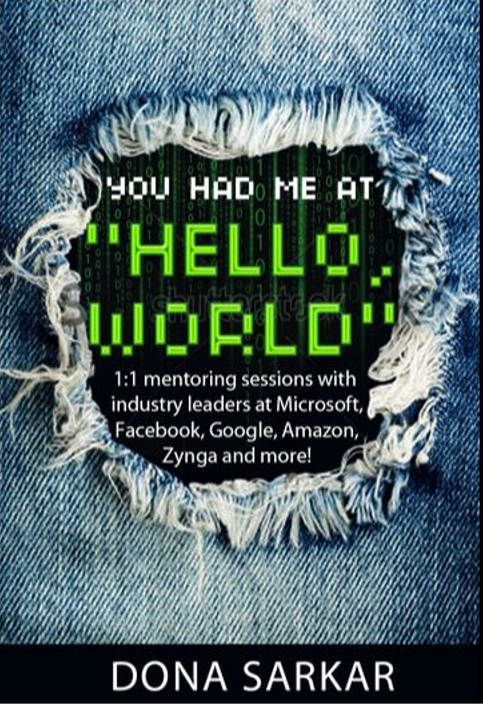 YOU HAD ME AT
"HELLO,
WORLD"
1:1 mentoring sessions with
industry leaders at Microsoft,
Facebook, Google, Amazon,
Zynga and more!
DONA SARKAR